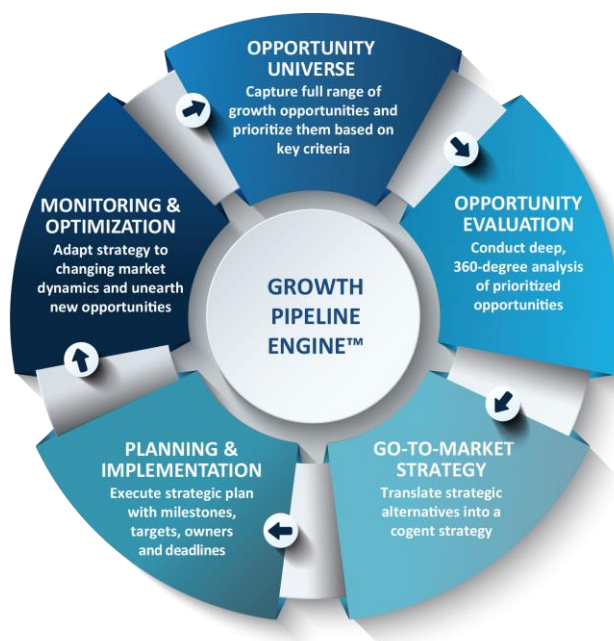 OPPORTUNITY
UNIVERSE
Capture full range of
growth opportunities and
prioritize them based on
key criteria
OPPORTUNITY
EVALUATION
Conduct deep,
360-degree analysis
of prioritized
opportunities
GO-TO-MARKET
STRATEGY
Translate strategic
alternatives into a
cogent strategy
PLANNING &
IMPLEMENTATION
Execute strategic plan
with milestones,
targets, owners
and deadlines
MONITORING &
OPTIMIZATION
Adapt strategy to
changing market
dynamics and unearth
new opportunities
GROWTH
PIPELINE
ENGINE™